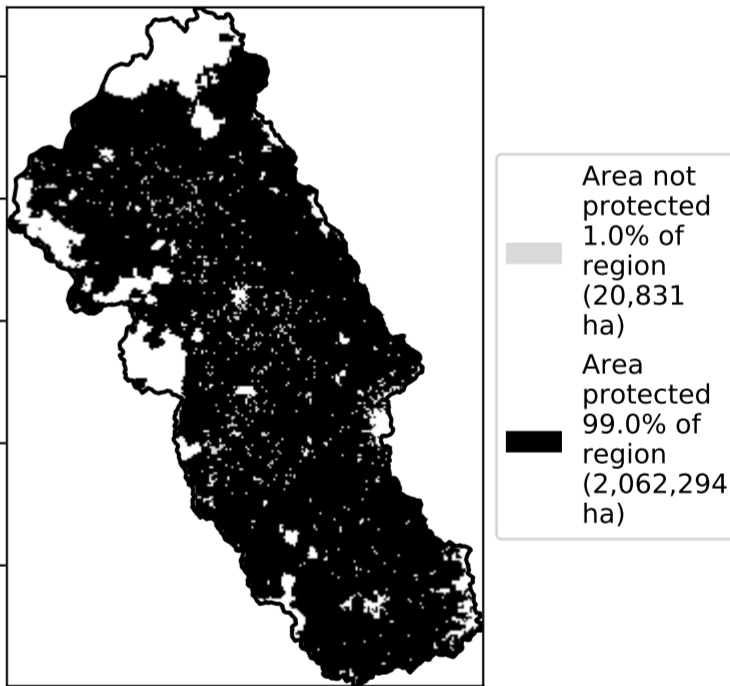 Area not
protected
1.0% of
region
(20,831
ha)
Area
protected
99.0% of
region
(2,062,294
ha)